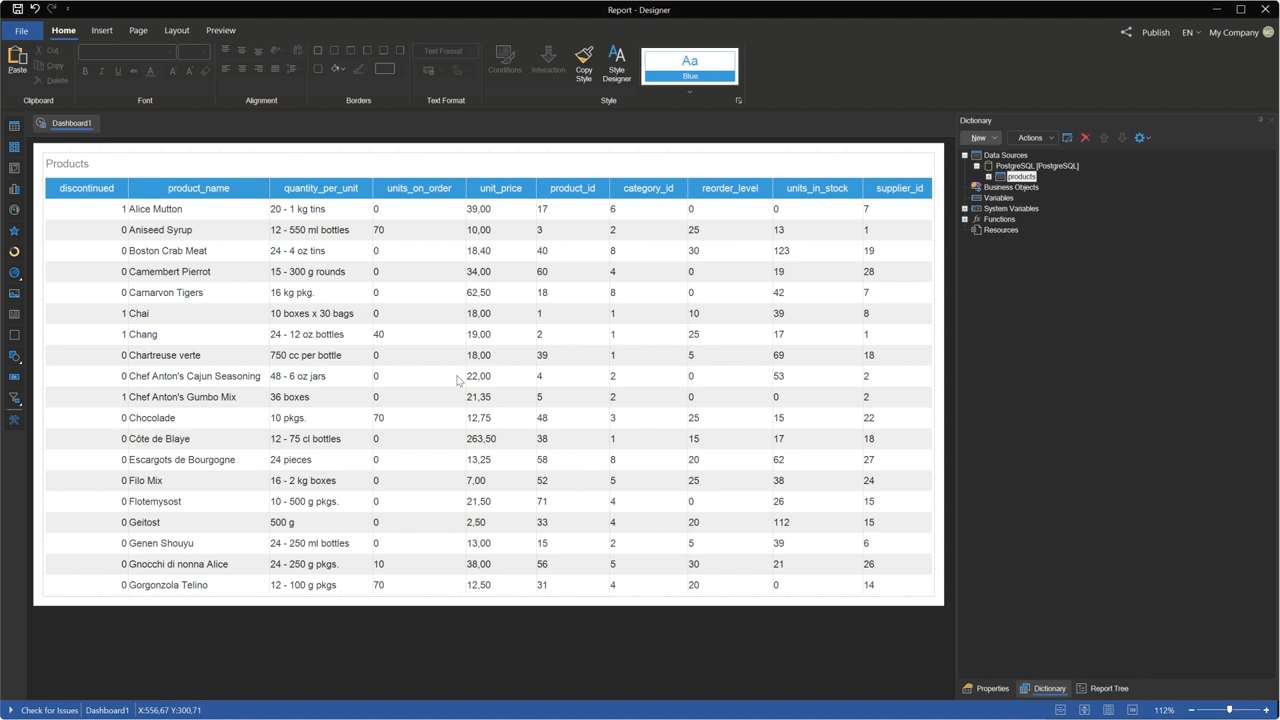 Report - Designer
File Home Insert Page Layout Preview
Publish EN My Company MC
Paste Cut Copy Delete
Clipboard
B I U abc A A A
Font
Alignment
Borders
Text Format
Text Format
Conditions Interaction Copy Style Style Designer
Aa
Blue
Style
Dashboard1
Products
discontinued product_name quantity_per_unit units_on_order unit_price product_id category_id reorder_level units_in_stock supplier_id
1 Alice Mutton 20 - 1 kg tins 0 39,00 17 6 0 0 7
0 Aniseed Syrup 12 - 550 ml bottles 70 10,00 3 2 25 13 1
0 Boston Crab Meat 24 - 4 oz tins 0 18,40 40 8 30 123 19
0 Camembert Pierrot 15 - 300 g rounds 0 34,00 60 4 0 19 28
0 Carnarvon Tigers 16 kg pkg. 0 62,50 18 8 0 42 7
1 Chai 10 boxes x 30 bags 0 18,00 1 1 10 39 8
1 Chang 24 - 12 oz bottles 40 19,00 2 1 25 17 1
0 Chartreuse verte 750 cc per bottle 0 18,00 39 1 5 69 18
0 Chef Anton's Cajun Seasoning 48 - 6 oz jars 0 22,00 4 2 0 53 2
1 Chef Anton's Gumbo Mix 36 boxes 0 21,35 5 2 0 0 2
0 Chocolade 10 pkgs. 70 12,75 48 3 25 15 22
0 Côte de Blaye 12 - 75 cl bottles 0 263,50 38 1 15 17 18
0 Escargots de Bourgogne 24 pieces 0 13,25 58 8 20 62 27
0 Filo Mix 16 - 2 kg boxes 0 7,00 52 5 25 38 24
0 Flotemysost 10 - 500 g pkgs. 0 21,50 71 4 0 26 15
0 Geitost 500 g 0 2,50 33 4 20 112 15
0 Genen Shouyu 24 - 250 ml bottles 0 13,00 15 2 5 39 6
0 Gnocchi di nonna Alice 24 - 250 g pkgs. 10 38,00 56 5 30 21 26
0 Gorgonzola Telino 12 - 100 g pkgs 70 12,50 31 4 20 0 14
Dictionary
New Actions
Data Sources
PostgreSQL [PostgreSQL]
products
Business Objects
Variables
System Variables
fx Functions
Resources
Properties Dictionary Report Tree
Check for Issues Dashboard1 X:556,67 Y:300,71 112%